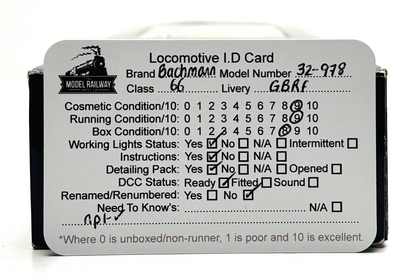 Locomotive I.D Card
MODEL RAILWAY
Brand Bachmann Model Number 32-978
Class 66 Livery GBRf
Cosmetic Condition/10: 0 1 2 3 4 5 6 7 8 9 10
Running Condition/10: 0 1 2 3 4 5 6 7 8 9 10
Box Condition/10: 0 1 2 3 4 5 6 7 8 9 10
Working Lights Status: Yes No N/A Intermittent
Instructions: Yes No N/A
Detailing Pack: Yes No N/A Opened
DCC Status: Ready Fitted Sound
Renamed/Renumbered: Yes No
Need To Know's: N/A
*Where 0 is unboxed/non-runner, 1 is poor and 10 is excellent.